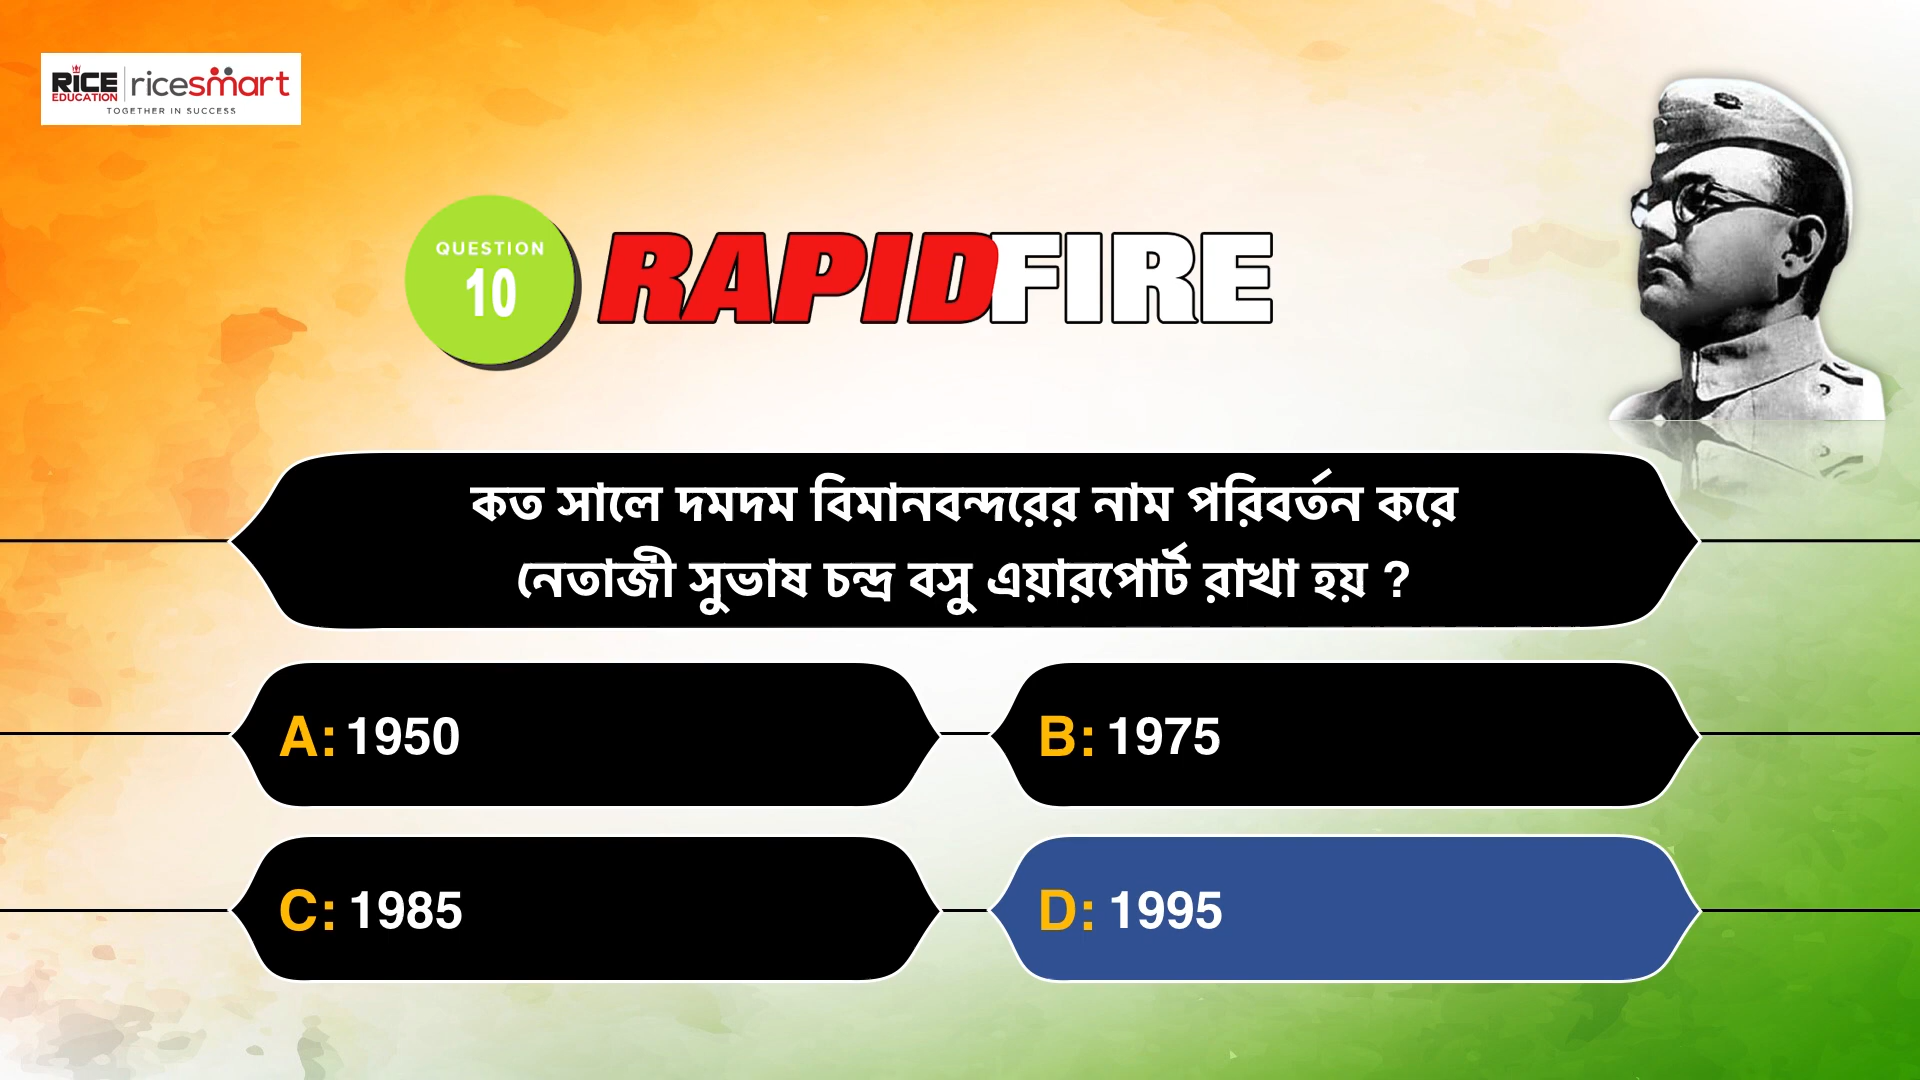 RICE EDUCATION | ricesmart
TOGETHER IN SUCCESS
QUESTION
10
RAPIDFIRE
কত সালে দমদম বিমানবন্দরের নাম পরিবর্তন করে
নেতাজী সুভাষ চন্দ্র বসু এয়ারপোর্ট রাখা হয় ?
A: 1950
B: 1975
C: 1985
D: 1995